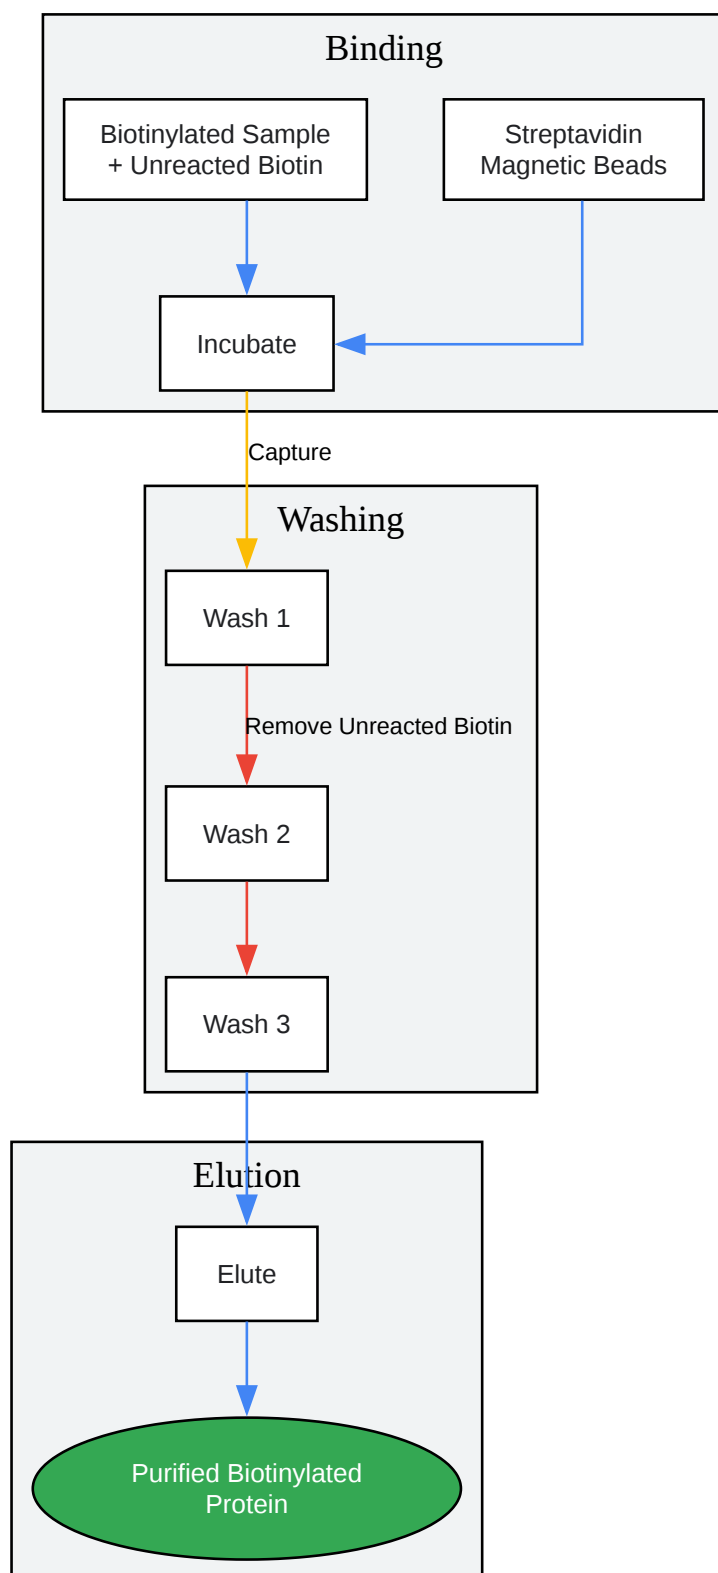 Binding
Biotinylated Sample
+ Unreacted Biotin
Streptavidin
Magnetic Beads
Incubate
Capture
Washing
Wash 1
Remove Unreacted Biotin
Wash 2
Wash 3
Elution
Elute
Purified Biotinylated
Protein